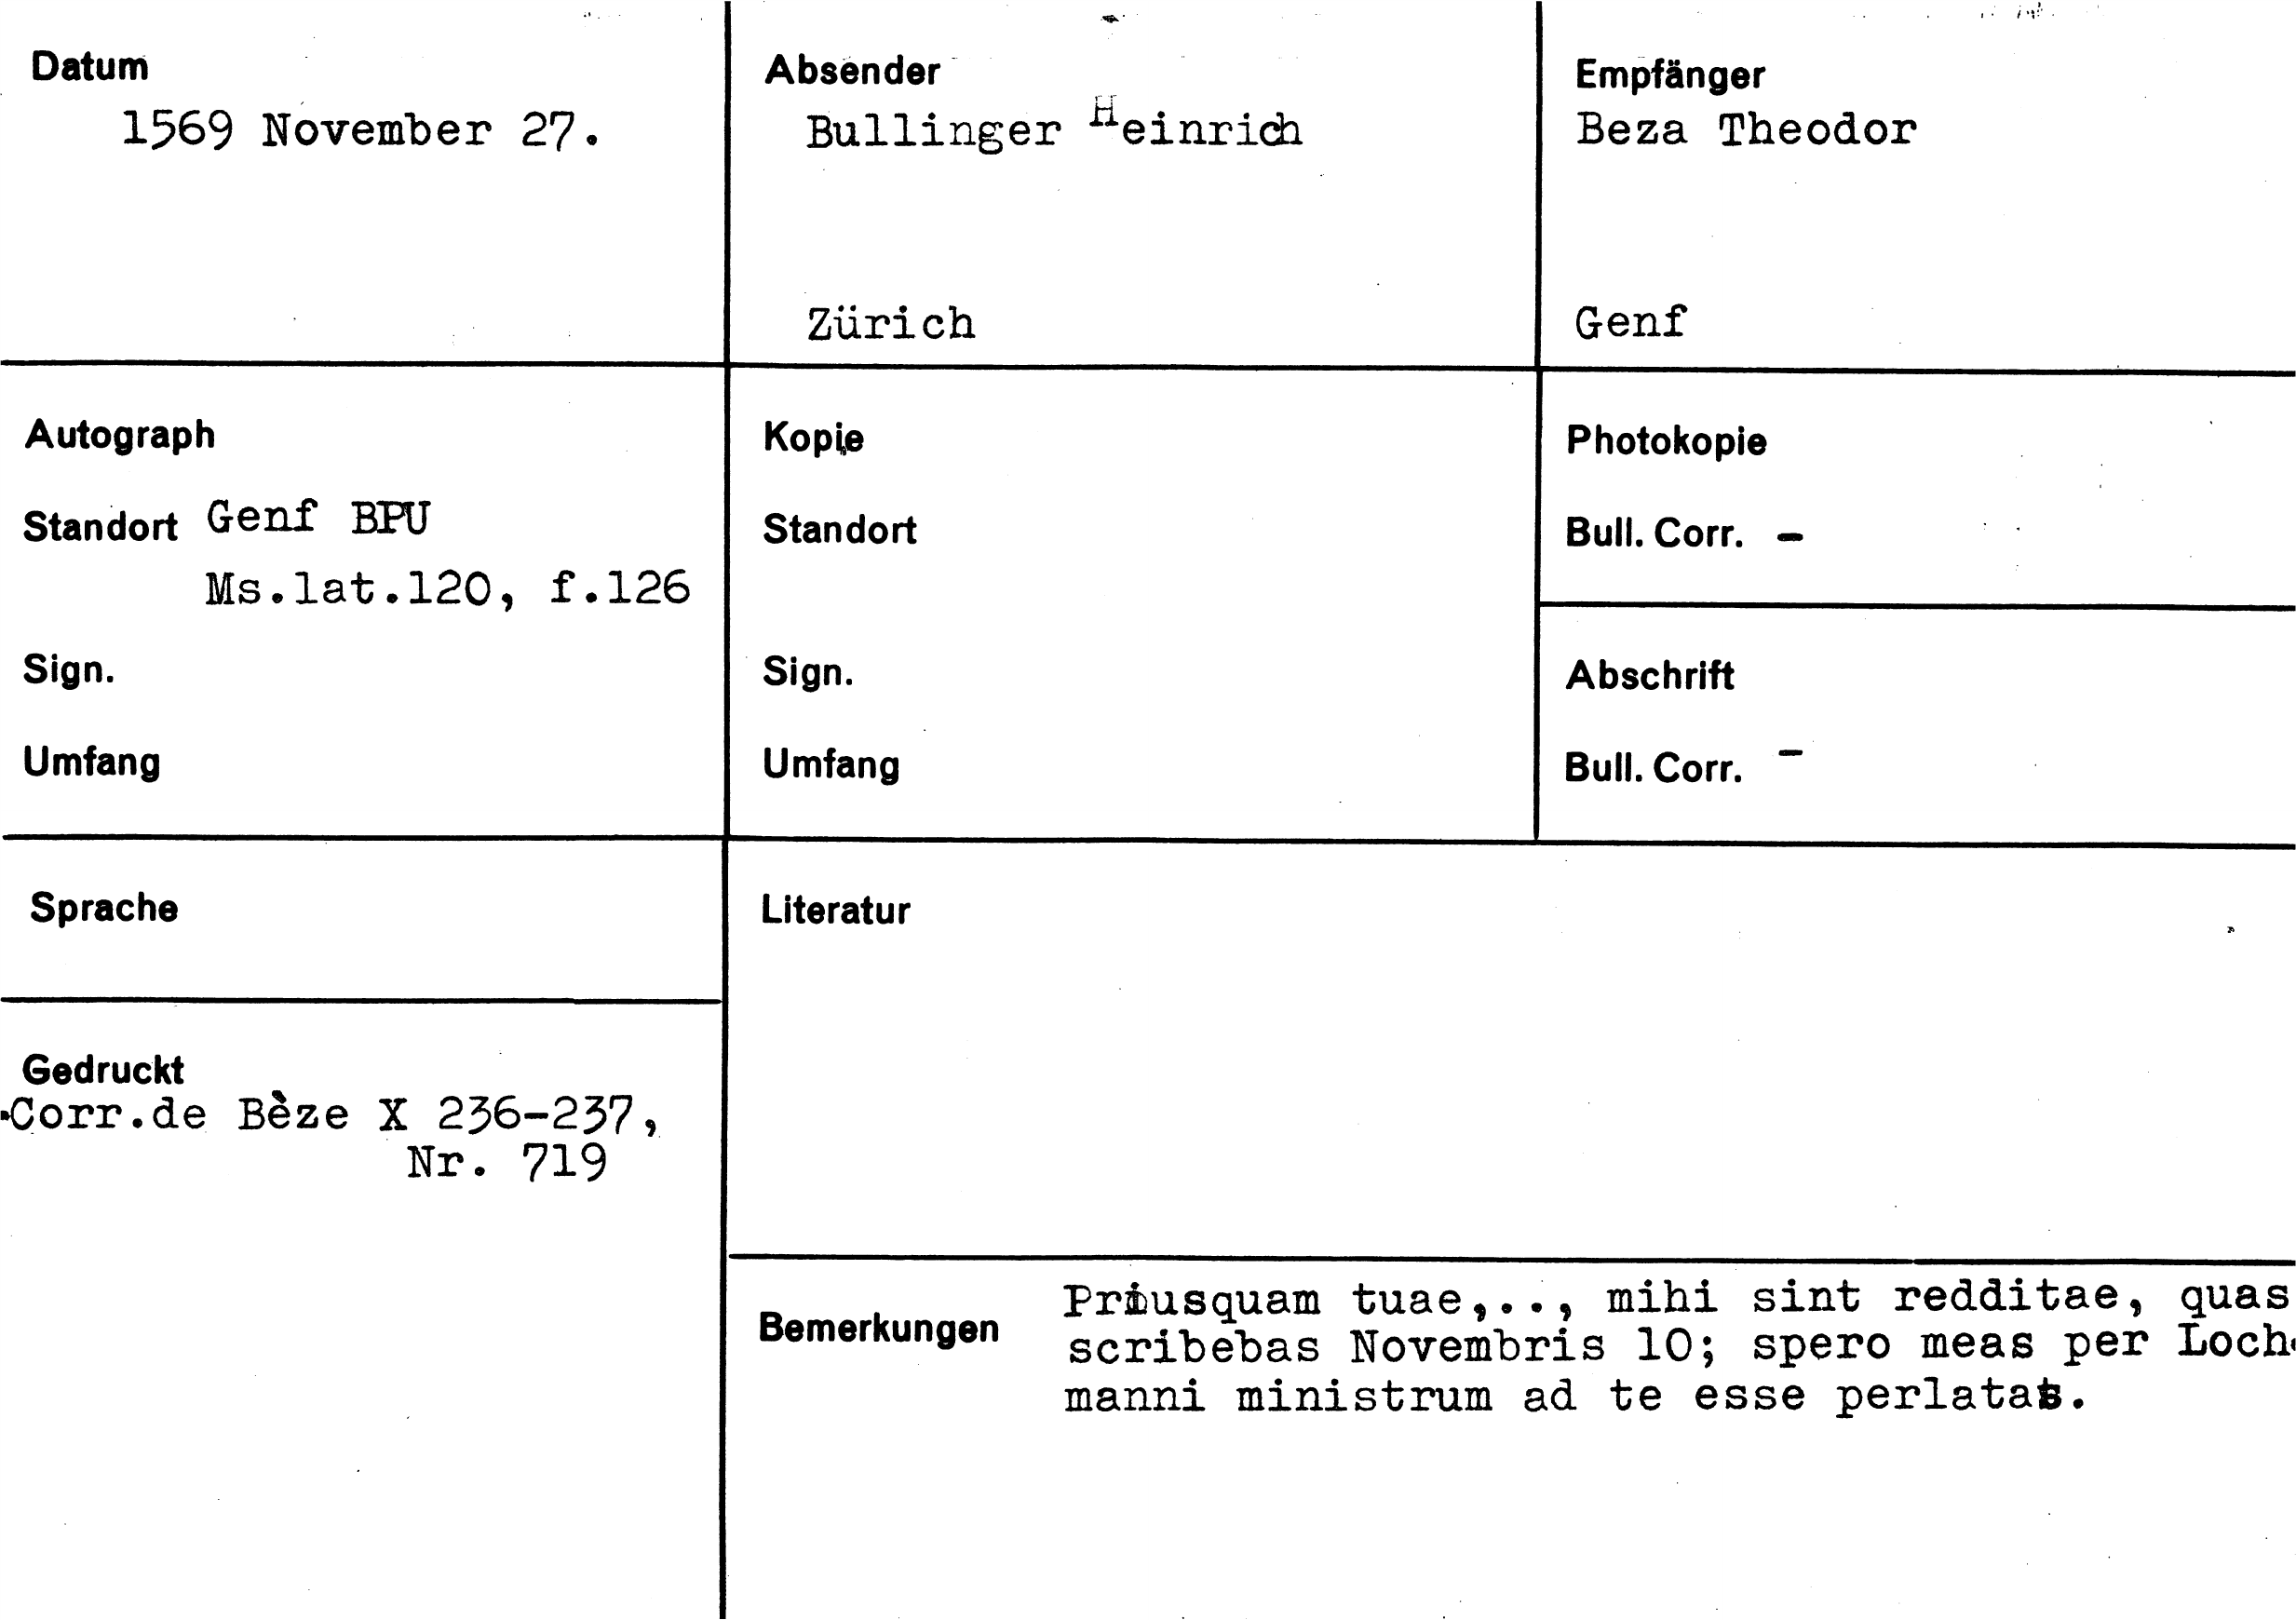 Datum
1569 November 27.
Absender
Bullinger Heinrich
Zürich
Empfänger
Beza Theodor
Genf
Autograph
Standort Genf BPU
Ms.lat.120, f.126
Sign.
Umfang
Kopie
Standort
Sign.
Umfang
Photokopie
Bull. Corr. -
Abschrift
Bull. Corr. -
Sprache
Gedruckt
Corr.de Bèze X 236-237,
Nr. 719
Literatur
Bemerkungen
Priusquam tuae,.., mihi sint redditae, quas
scribebas Novembris 10; spero meas per Loch-
manni ministrum ad te esse perlatas.